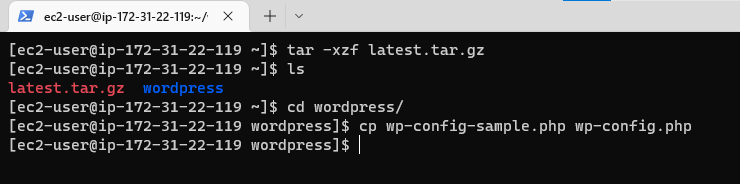 ec2-user@ip-172-31-22-119:~/
[ec2-user@ip-172-31-22-119 ~]$ tar -xzf latest.tar.gz
[ec2-user@ip-172-31-22-119 ~]$ ls
latest.tar.gz  wordpress
[ec2-user@ip-172-31-22-119 ~]$ cd wordpress/
[ec2-user@ip-172-31-22-119 wordpress]$ cp wp-config-sample.php wp-config.php
[ec2-user@ip-172-31-22-119 wordpress]$